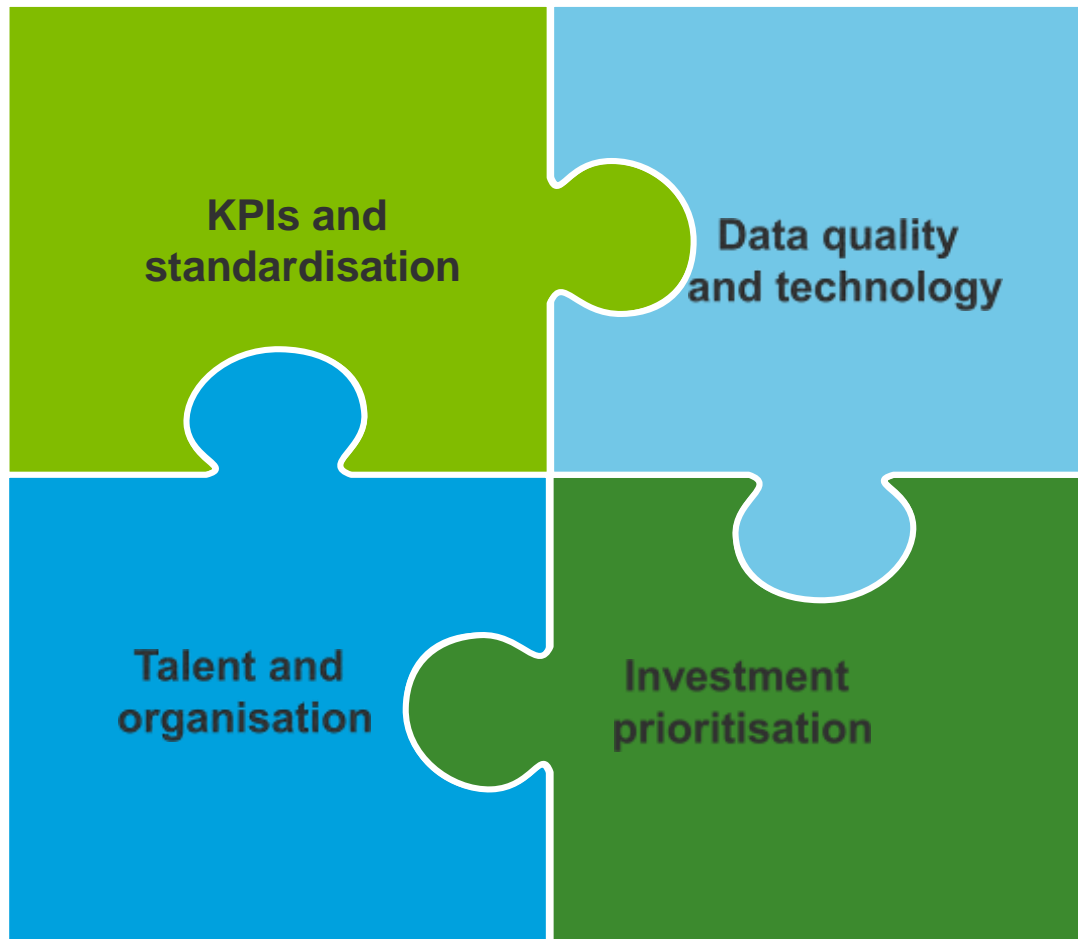 KPIs and
standardisation
Data quality
and technology
Talent and
organisation
Investment
prioritisation